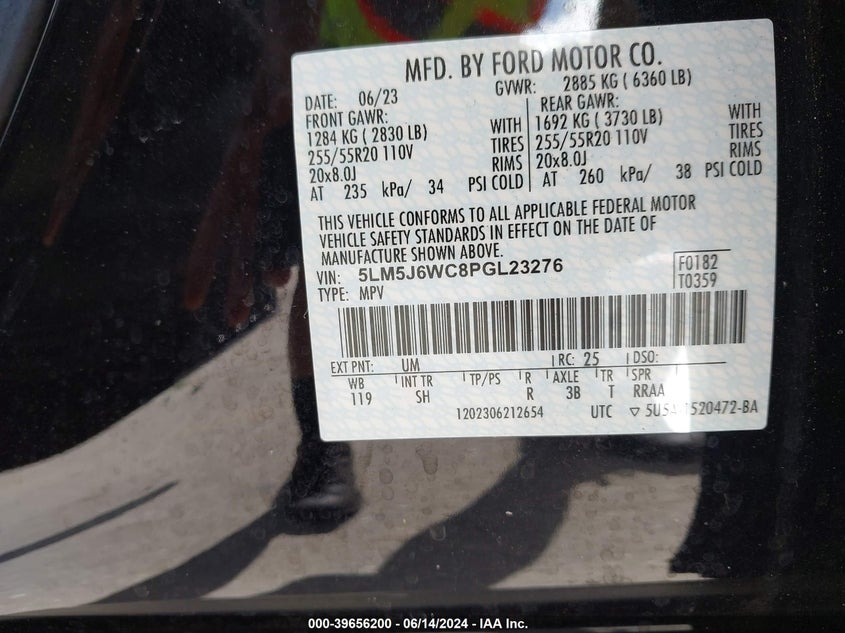 MFD. BY FORD MOTOR CO.
DATE: 06/23 GVWR: 2885 KG ( 6360 LB)
FRONT GAWR: REAR GAWR:
1284 KG ( 2830 LB) WITH 1692 KG ( 3730 LB) WITH
255/55R20 110V TIRES 255/55R20 110V TIRES
20x8.0J RIMS 20x8.0J RIMS
AT 235 kPa/ 34 PSI COLD AT 260 kPa/ 38 PSI COLD
THIS VEHICLE CONFORMS TO ALL APPLICABLE FEDERAL MOTOR
VEHICLE SAFETY STANDARDS IN EFFECT ON THE DATE OF
MANUFACTURE SHOWN ABOVE.
VIN: 5LM5J6WC8PGL23276 F0182
TYPE: MPV T0359
EXT PNT: UM RC: 25 DSO:
WB INT TR TP/PS R AXLE TR SPR
119 SH R 3B T RRAA
1202306212654 UTC ▽ 5U5A-1520472-BA
000-39656200 - 06/14/2024 - IAA Inc.